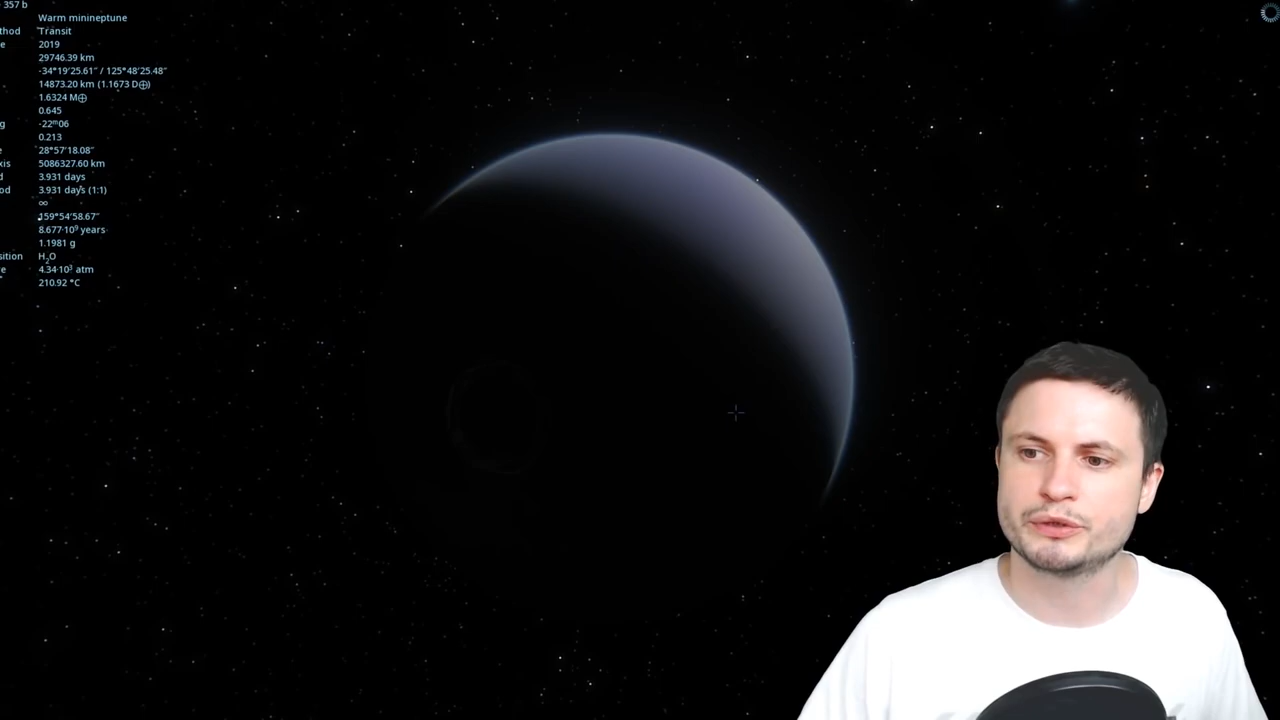 357 b
Warm minineptune
thod Transit
e 2019
29746.39 km
-34°19′25.61″ / 125°48′25.48″
14873.20 km (1.1673 D⊕)
1.6324 M⊕
0.645
g -22ᵐ06
0.213
e 28°57′18.08″
xis 5086327.60 km
d 3.931 days
od 3.931 days (1:1)
∞
159°54′58.67″
8.677·10⁹ years
1.1981 g
sition H₂O
e 4.34·10³ atm
210.92 °C